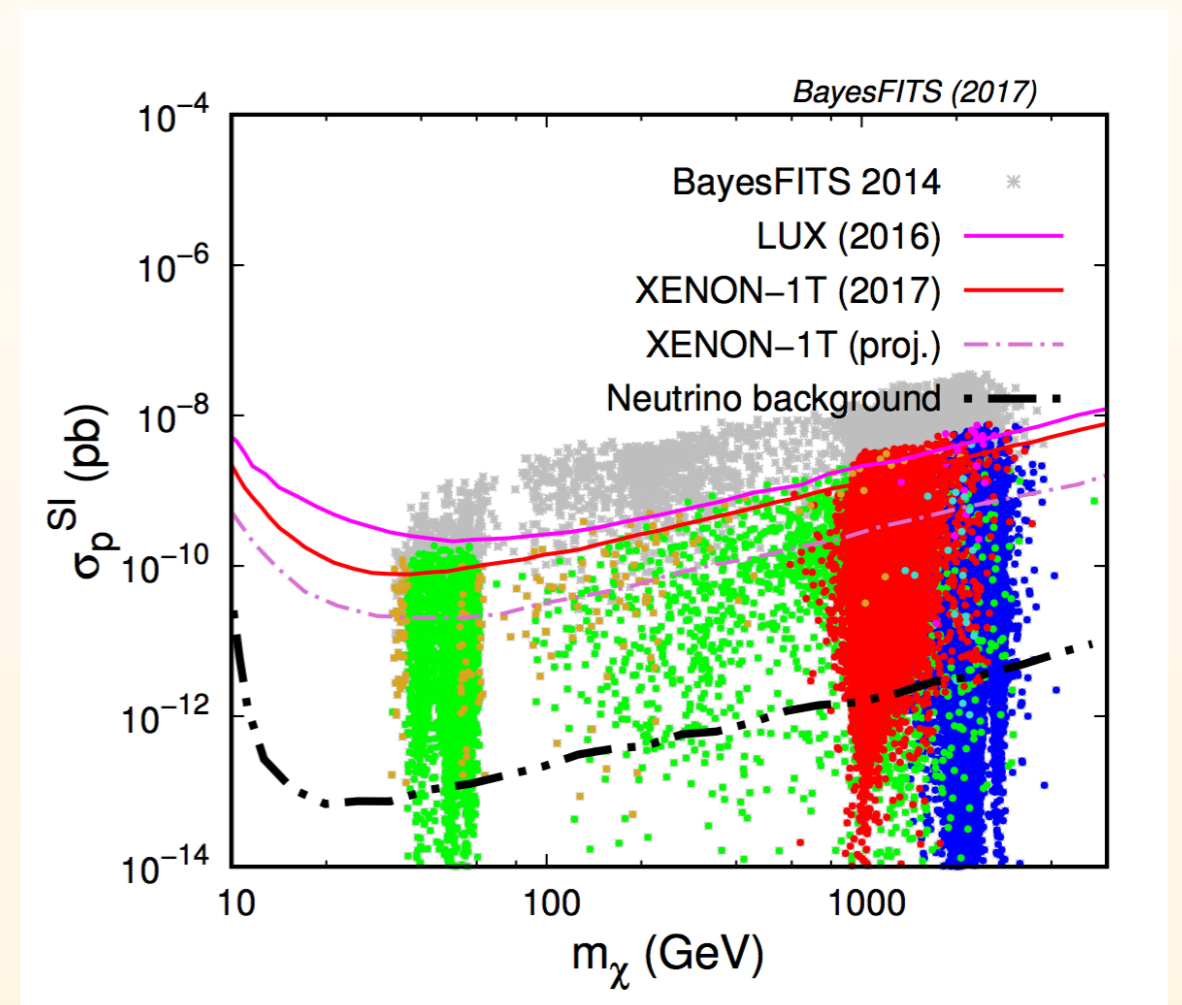 BayesFITS (2017)
10⁻⁴
BayesFITS 2014
LUX (2016)
10⁻⁶
XENON−1T (2017)
XENON−1T (proj.)
Neutrino background
10⁻⁸
10⁻¹⁰
10⁻¹²
10⁻¹⁴
σₚ^SI (pb)
10 100 1000
mᵪ (GeV)